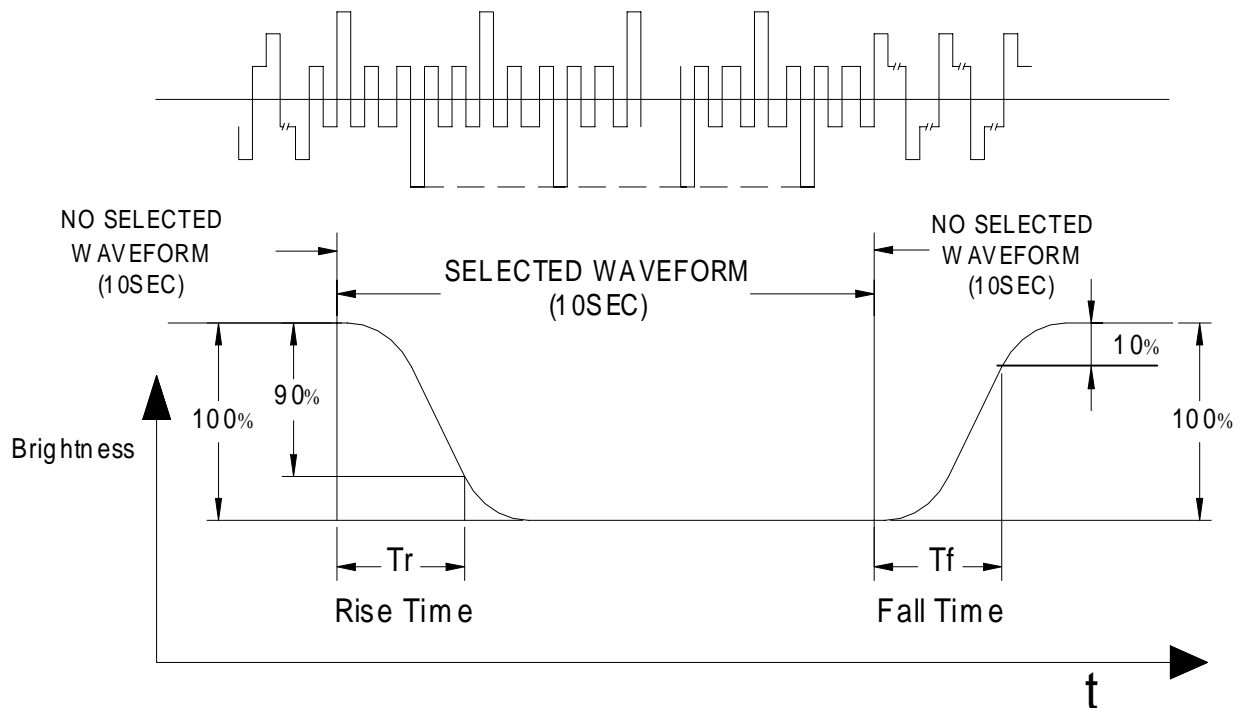 NO SELECTED
WAVEFORM
(10SEC)
SELECTED WAVEFORM
(10SEC)
NO SELECTED
WAVEFORM
(10SEC)
100%
90%
10%
100%
Brightness
Tr
Tf
Rise Time
Fall Time
t